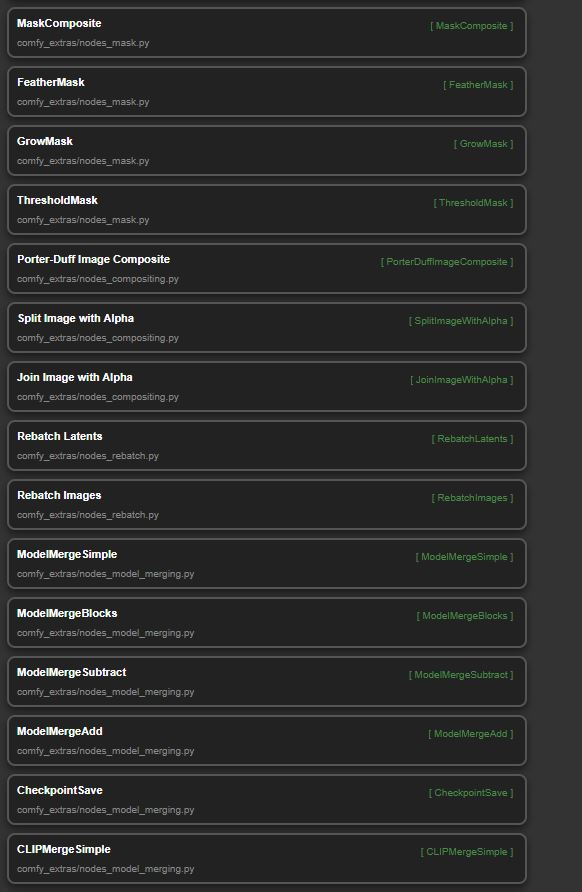 MaskComposite [ MaskComposite ]
comfy_extras/nodes_mask.py
FeatherMask [ FeatherMask ]
comfy_extras/nodes_mask.py
GrowMask [ GrowMask ]
comfy_extras/nodes_mask.py
ThresholdMask [ ThresholdMask ]
comfy_extras/nodes_mask.py
Porter-Duff Image Composite [ PorterDuffImageComposite ]
comfy_extras/nodes_compositing.py
Split Image with Alpha [ SplitImageWithAlpha ]
comfy_extras/nodes_compositing.py
Join Image with Alpha [ JoinImageWithAlpha ]
comfy_extras/nodes_compositing.py
Rebatch Latents [ RebatchLatents ]
comfy_extras/nodes_rebatch.py
Rebatch Images [ RebatchImages ]
comfy_extras/nodes_rebatch.py
ModelMergeSimple [ ModelMergeSimple ]
comfy_extras/nodes_model_merging.py
ModelMergeBlocks [ ModelMergeBlocks ]
comfy_extras/nodes_model_merging.py
ModelMergeSubtract [ ModelMergeSubtract ]
comfy_extras/nodes_model_merging.py
ModelMergeAdd [ ModelMergeAdd ]
comfy_extras/nodes_model_merging.py
CheckpointSave [ CheckpointSave ]
comfy_extras/nodes_model_merging.py
CLIPMergeSimple [ CLIPMergeSimple ]
comfy_extras/nodes_model_merging.py